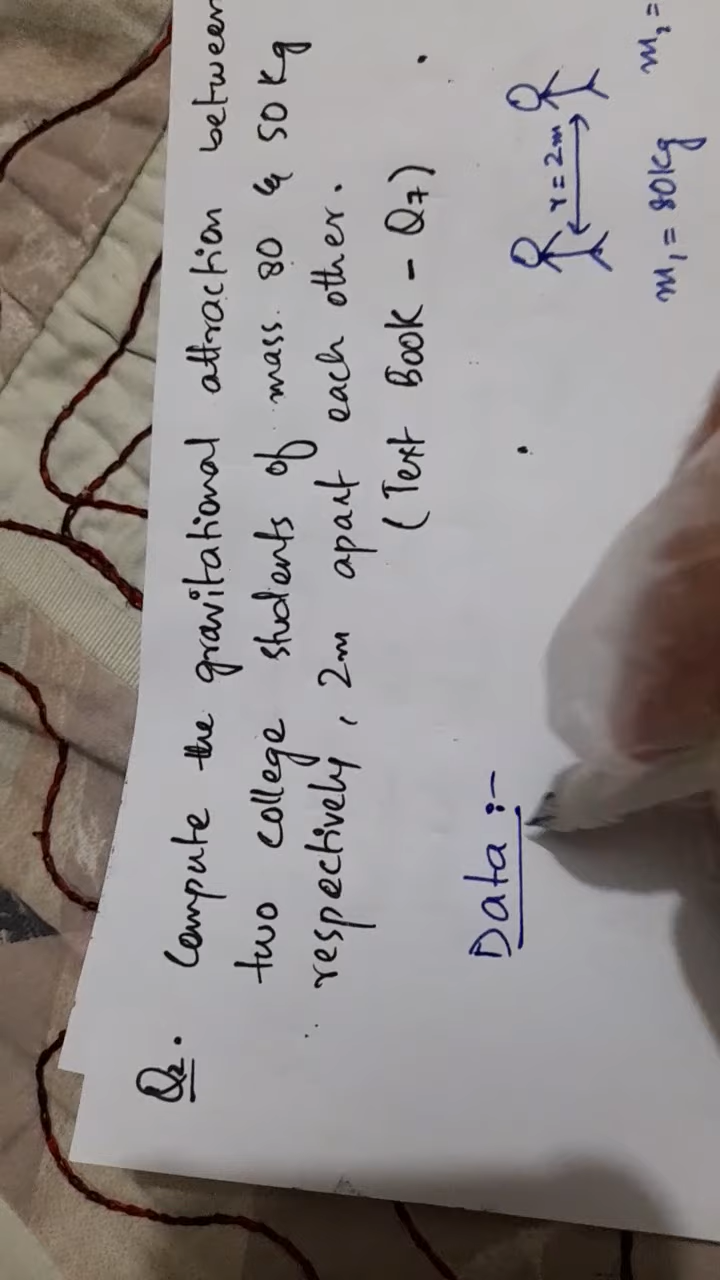 Q2. Compute the gravitational attraction between
two college students of mass 80 & 50 Kg
respectively, 2m apart each other.
(Text Book - Q7)
Data :-
r = 2m
m₁ = 80kg m₂ =